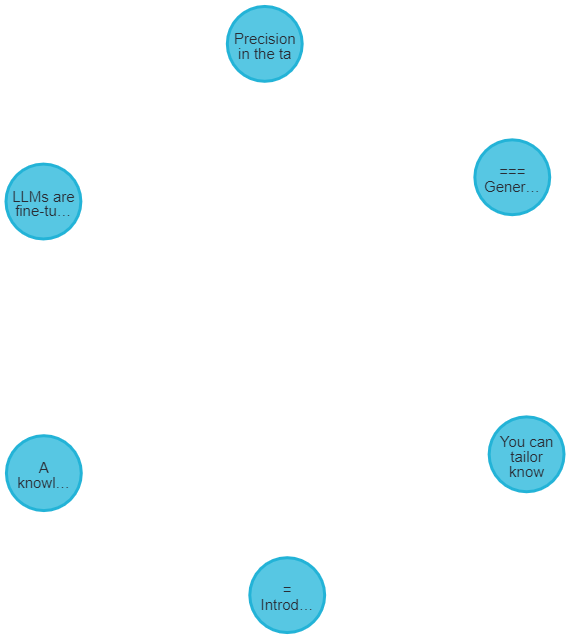 Precision
in the ta
===
Gener…
LLMs are
fine-tu…
You can
tailor
know
A
knowl…
=
Introd…